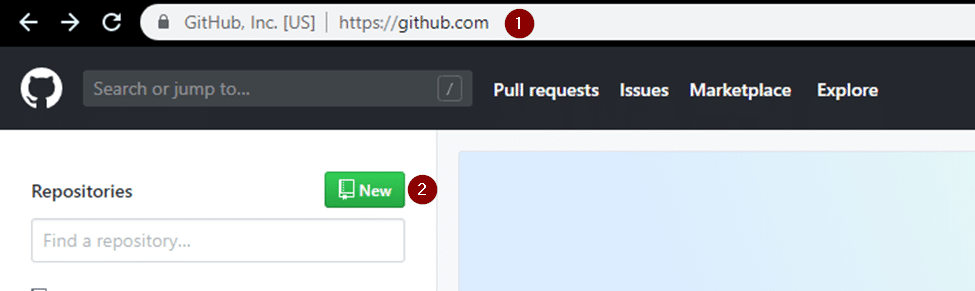 GitHub, Inc. [US] | https://github.com 1
Search or jump to... / Pull requests Issues Marketplace Explore
Repositories New 2
Find a repository...